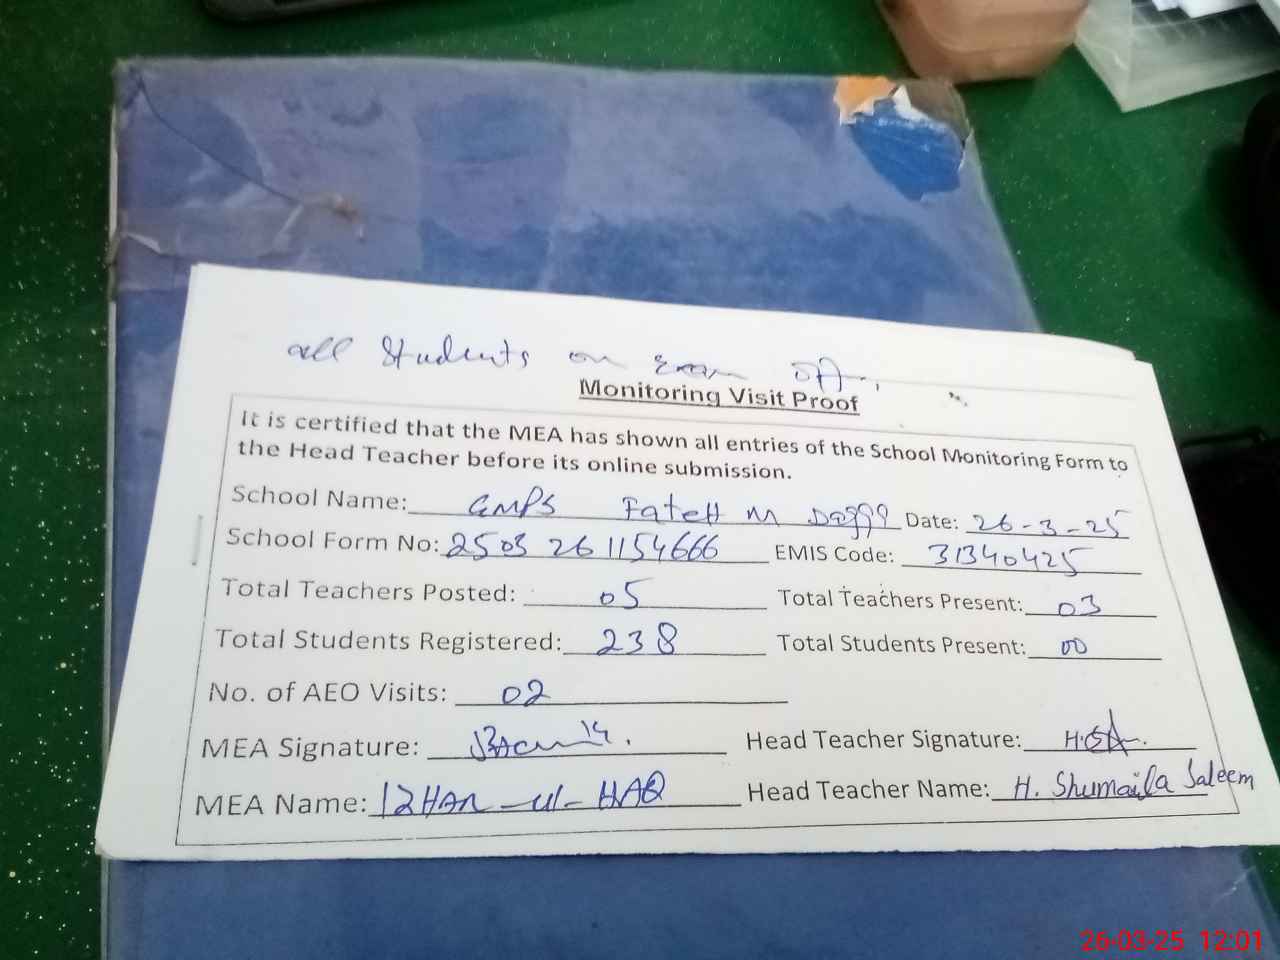 all Students on Exam off.
Monitoring Visit Proof
It is certified that the MEA has shown all entries of the School Monitoring Form to
the Head Teacher before its online submission.
School Name: GMPS Fateh M Date: 26-3-25
School Form No: 2503 261154666 EMIS Code: 31340425
Total Teachers Posted: 05 Total Teachers Present: 03
Total Students Registered: 238 Total Students Present: 00
No. of AEO Visits: 02
MEA Signature: Head Teacher Signature:
MEA Name: IZHAR-ul-HAQ Head Teacher Name: H. Shumaila Saleem
26-03-25 12:01